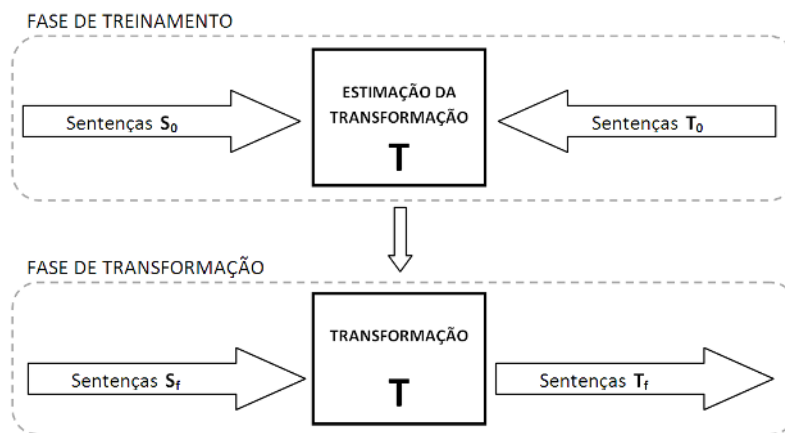 FASE DE TREINAMENTO
Sentenças S₀
ESTIMAÇÃO DA
TRANSFORMAÇÃO
T
Sentenças T₀
FASE DE TRANSFORMAÇÃO
Sentenças Sf
TRANSFORMAÇÃO
T
Sentenças Tf